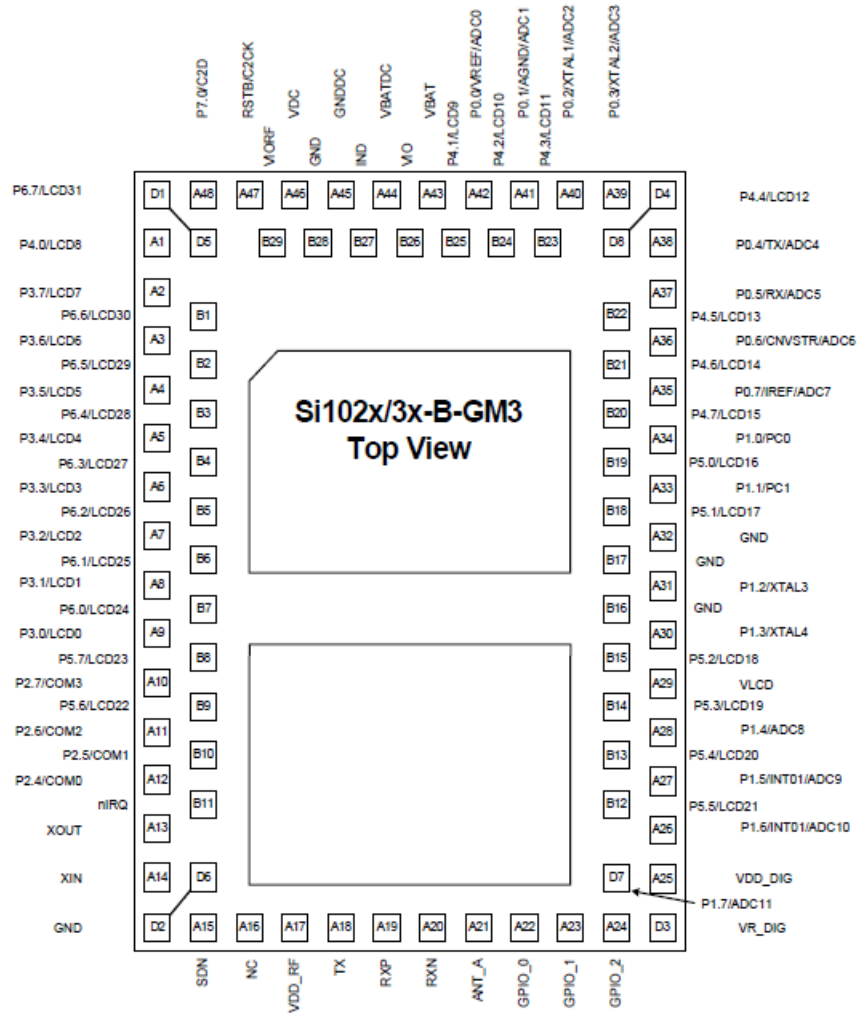 P7.0/C2D
RSTB/C2CK
VIORF
VDC
GND
GNDDC
IND
VBATDC
VIO
VBAT
P4.1/LCD9
P0.0/VREF/ADC0
P4.2/LCD10
P0.1/AGND/ADC1
P4.3/LCD11
P0.2/XTAL1/ADC2
P0.3/XTAL2/ADC3
P6.7/LCD31 D1 A48 A47 A46 A45 A44 A43 A42 A41 A40 A39 D4 P4.4/LCD12
P4.0/LCD8 A1 D5 B29 B28 B27 B26 B25 B24 B23 D8 A38 P0.4/TX/ADC4
P3.7/LCD7 A2 A37 P0.5/RX/ADC5
P6.6/LCD30 B1 B22 P4.5/LCD13
P3.6/LCD6 A3 A36 P0.6/CNVSTR/ADC6
P6.5/LCD29 B2 B21 P4.6/LCD14
P3.5/LCD5 A4 A35 P0.7/IREF/ADC7
P6.4/LCD28 B3 B20 P4.7/LCD15
Si102x/3x-B-GM3
Top View
P3.4/LCD4 A5 A34 P1.0/PC0
P6.3/LCD27 B4 B19 P5.0/LCD16
P3.3/LCD3 A6 A33 P1.1/PC1
P6.2/LCD26 B5 B18 P5.1/LCD17
P3.2/LCD2 A7 A32 GND
P6.1/LCD25 B6 B17 GND
P3.1/LCD1 A8 A31 P1.2/XTAL3
P6.0/LCD24 B7 B16 GND
P3.0/LCD0 A9 A30 P1.3/XTAL4
P5.7/LCD23 B8 B15 P5.2/LCD18
P2.7/COM3 A10 A29 VLCD
P5.6/LCD22 B9 B14 P5.3/LCD19
P2.6/COM2 A11 A28 P1.4/ADC8
P2.5/COM1 B10 B13 P5.4/LCD20
P2.4/COM0 A12 A27 P1.5/INT01/ADC9
nIRQ B11 B12 P5.5/LCD21
XOUT A13 A26 P1.6/INT01/ADC10
XIN A14 D6 D7 A25 VDD_DIG
P1.7/ADC11
GND D2 A15 A16 A17 A18 A19 A20 A21 A22 A23 A24 D3 VR_DIG
SDN
NC
VDD_RF
TX
RXP
RXN
ANT_A
GPIO_0
GPIO_1
GPIO_2